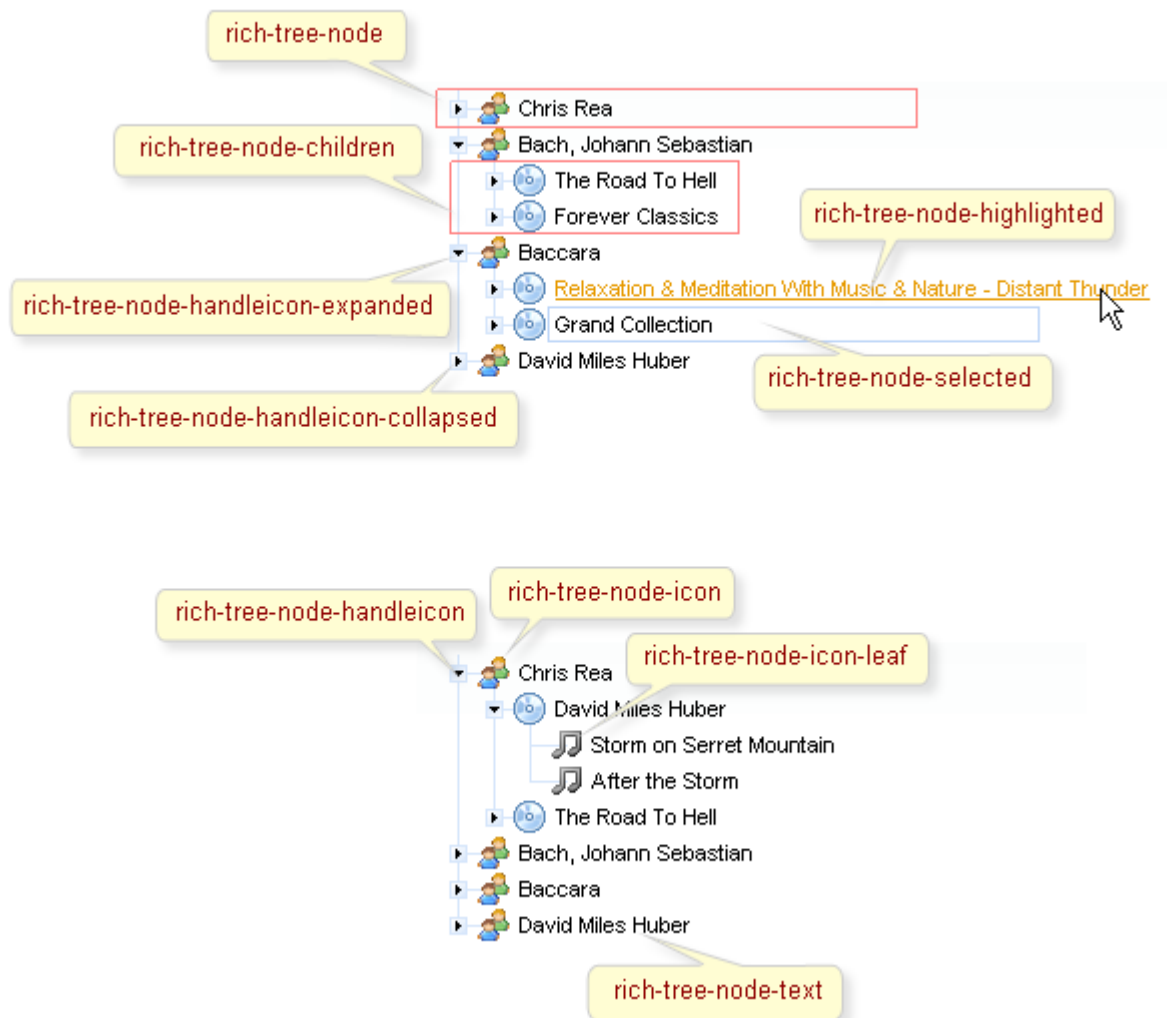 rich-tree-node
Chris Rea
rich-tree-node-children
Bach, Johann Sebastian
The Road To Hell
Forever Classics
rich-tree-node-highlighted
Baccara
rich-tree-node-handleicon-expanded
Relaxation & Meditation With Music & Nature - Distant Thunder
Grand Collection
David Miles Huber
rich-tree-node-selected
rich-tree-node-handleicon-collapsed
rich-tree-node-handleicon
rich-tree-node-icon
rich-tree-node-icon-leaf
Chris Rea
David Miles Huber
Storm on Serret Mountain
After the Storm
The Road To Hell
Bach, Johann Sebastian
Baccara
David Miles Huber
rich-tree-node-text